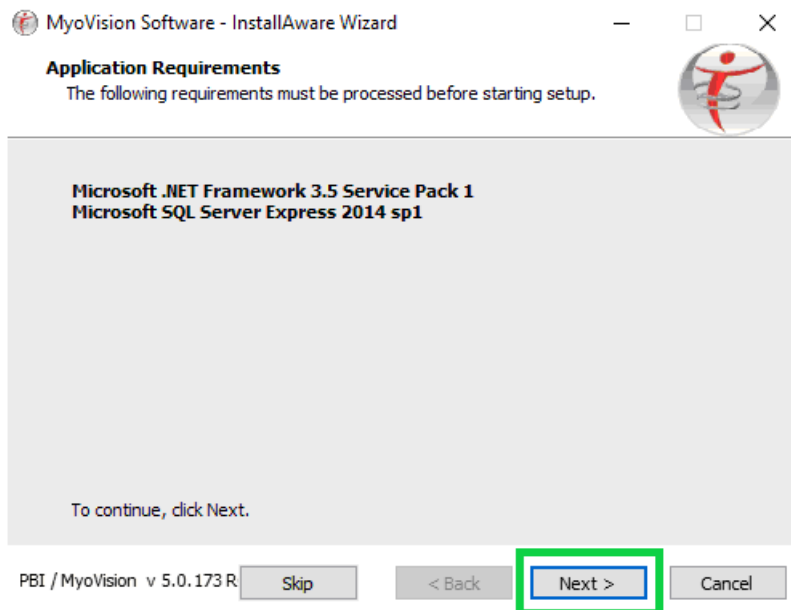 MyoVision Software - InstallAware Wizard
Application Requirements
The following requirements must be processed before starting setup.
Microsoft .NET Framework 3.5 Service Pack 1
Microsoft SQL Server Express 2014 sp1
To continue, click Next.
PBI / MyoVision v 5.0.173 R Skip < Back Next > Cancel